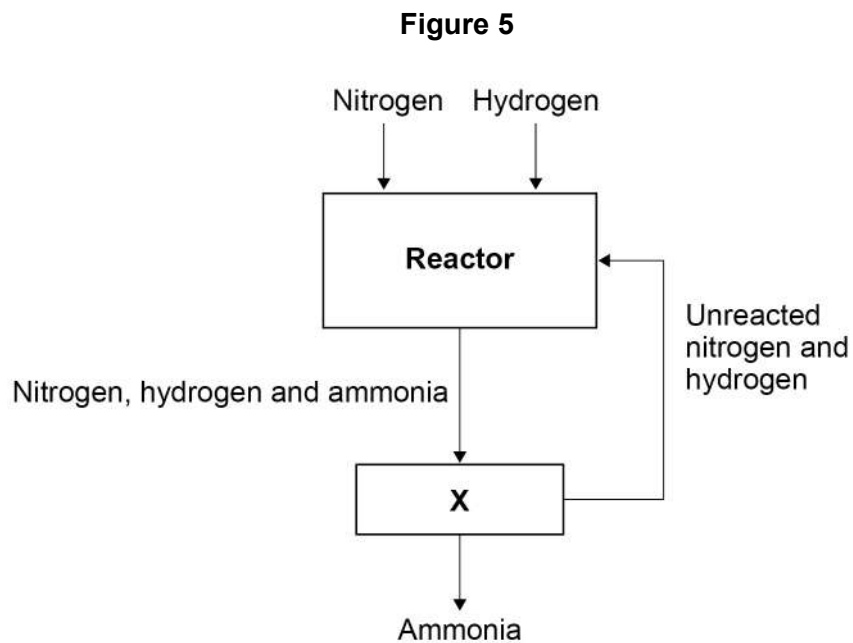 Figure 5
Nitrogen Hydrogen
Reactor
Unreacted
nitrogen and
hydrogen
Nitrogen, hydrogen and ammonia
X
Ammonia